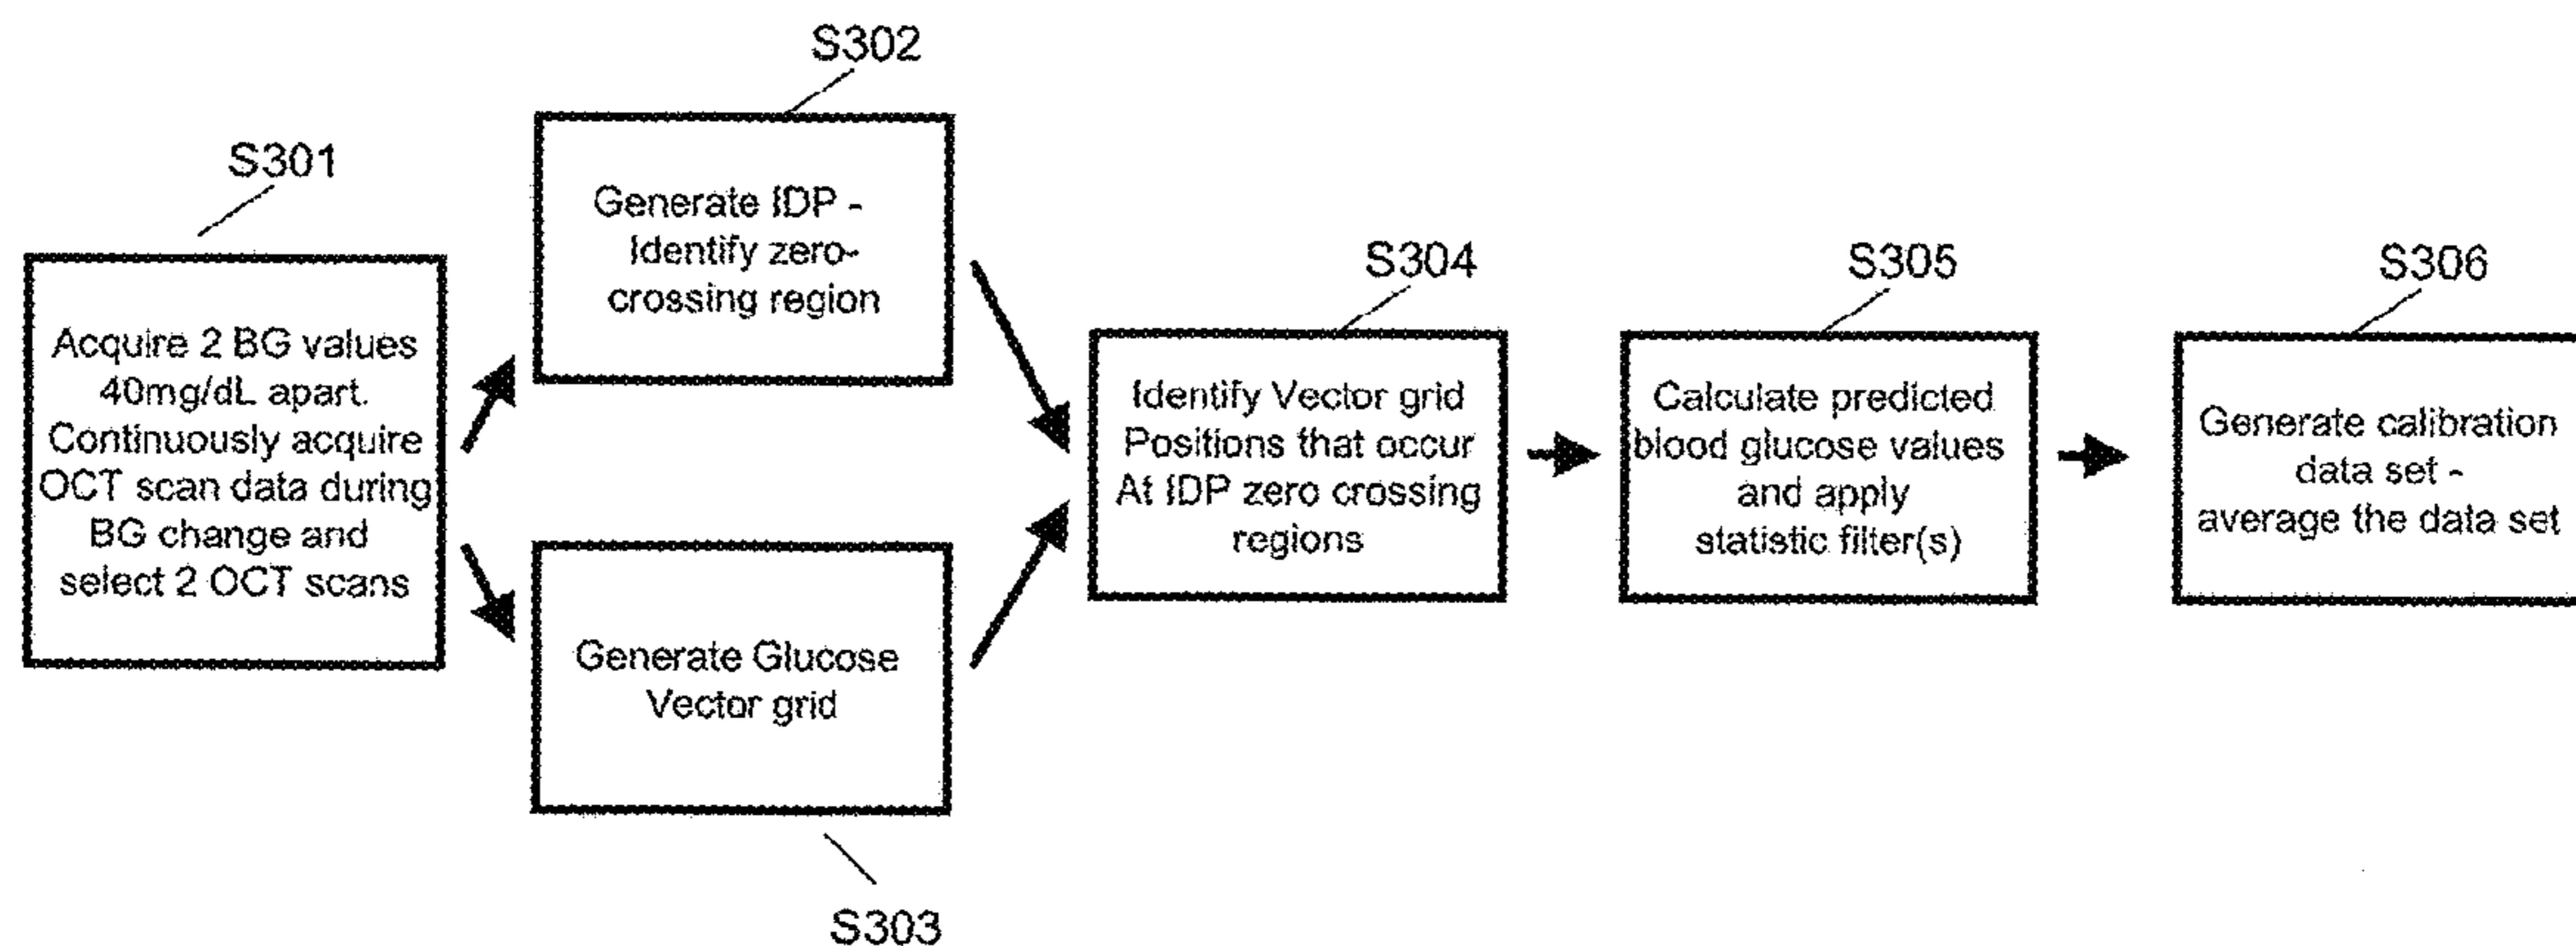 S301
Acquire 2 BG values
40mg/dL apart.
Continuously acquire
OCT scan data during
BG change and
select 2 OCT scans
S302
Generate IDP -
Identify zero-
crossing region
Generate Glucose
Vector grid
S303
S304
Identify Vector grid
Positions that occur
At IDP zero crossing
regions
S305
Calculate predicted
blood glucose values
and apply
statistic filter(s)
S306
Generate calibration
data set -
average the data set